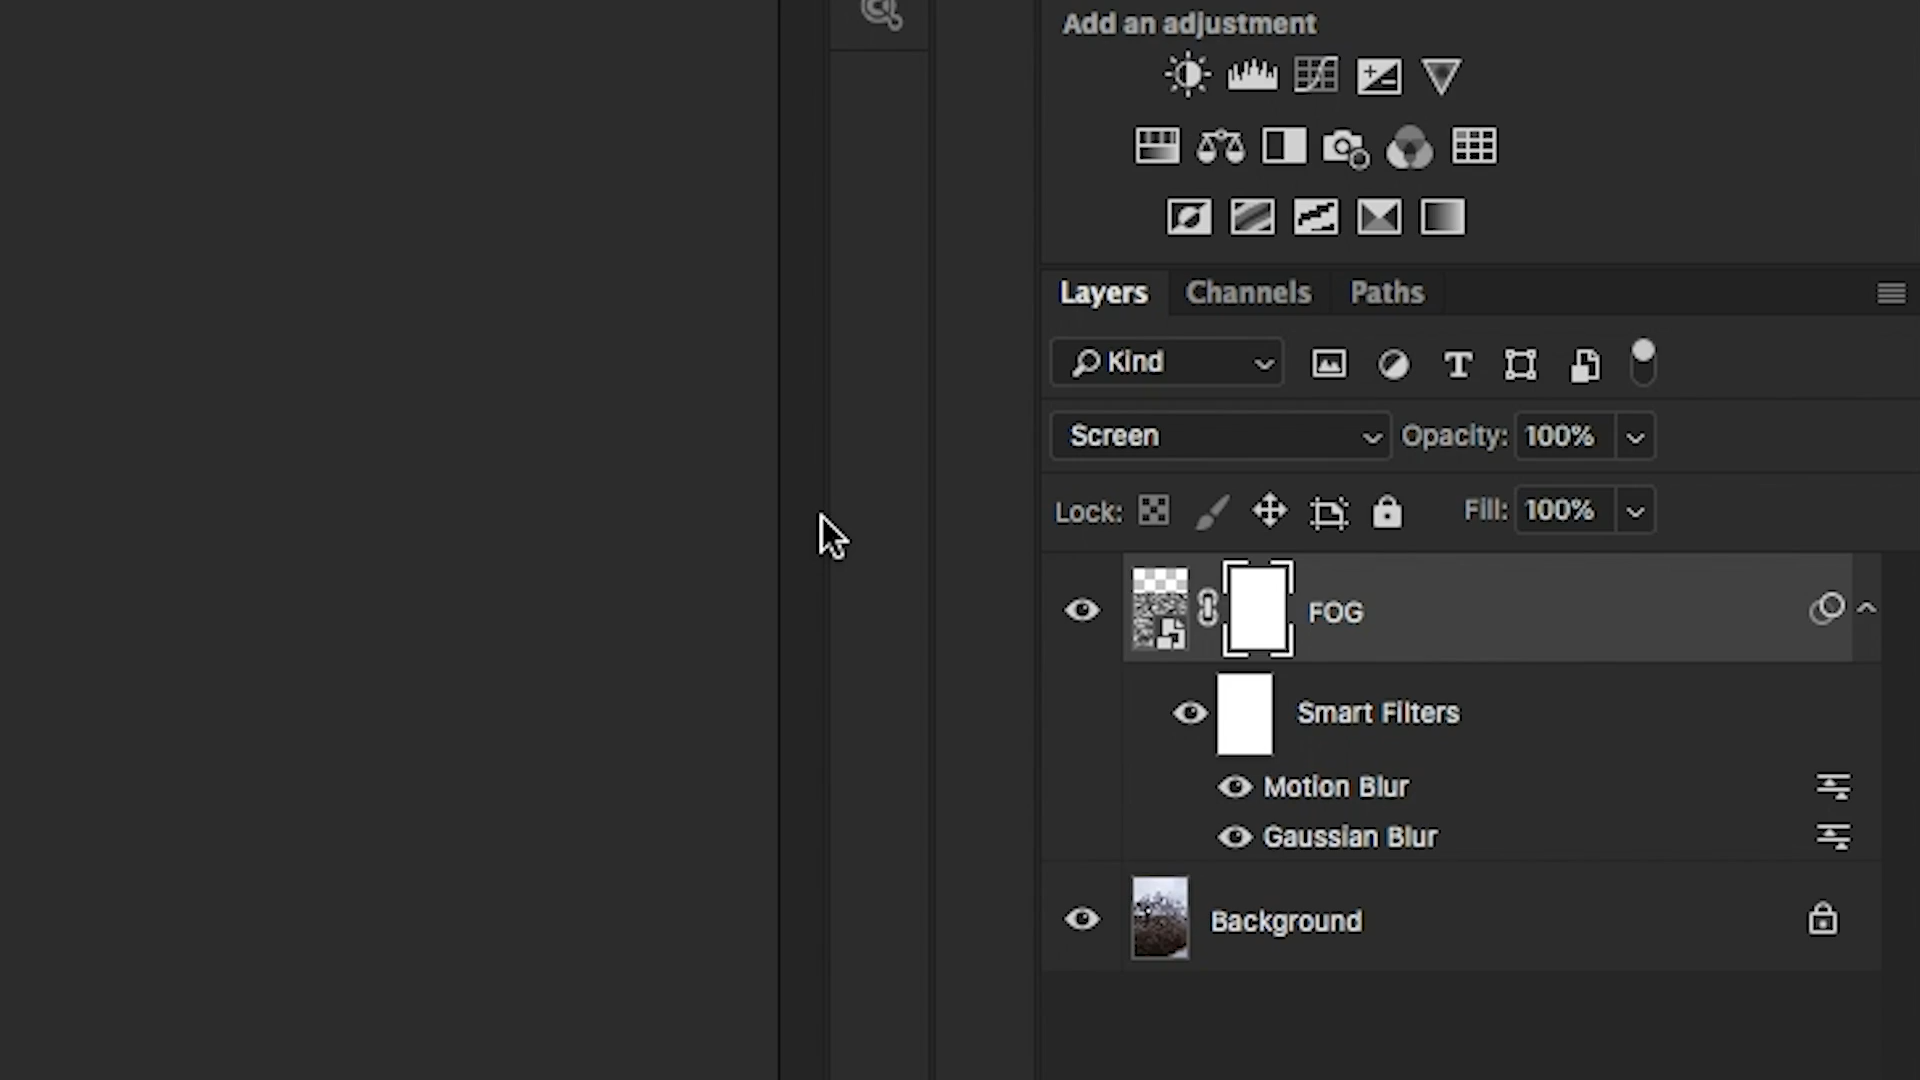 Add an adjustment
Layers Channels Paths
Kind
Screen Opacity: 100%
Lock: Fill: 100%
FOG
Smart Filters
Motion Blur
Gaussian Blur
Background